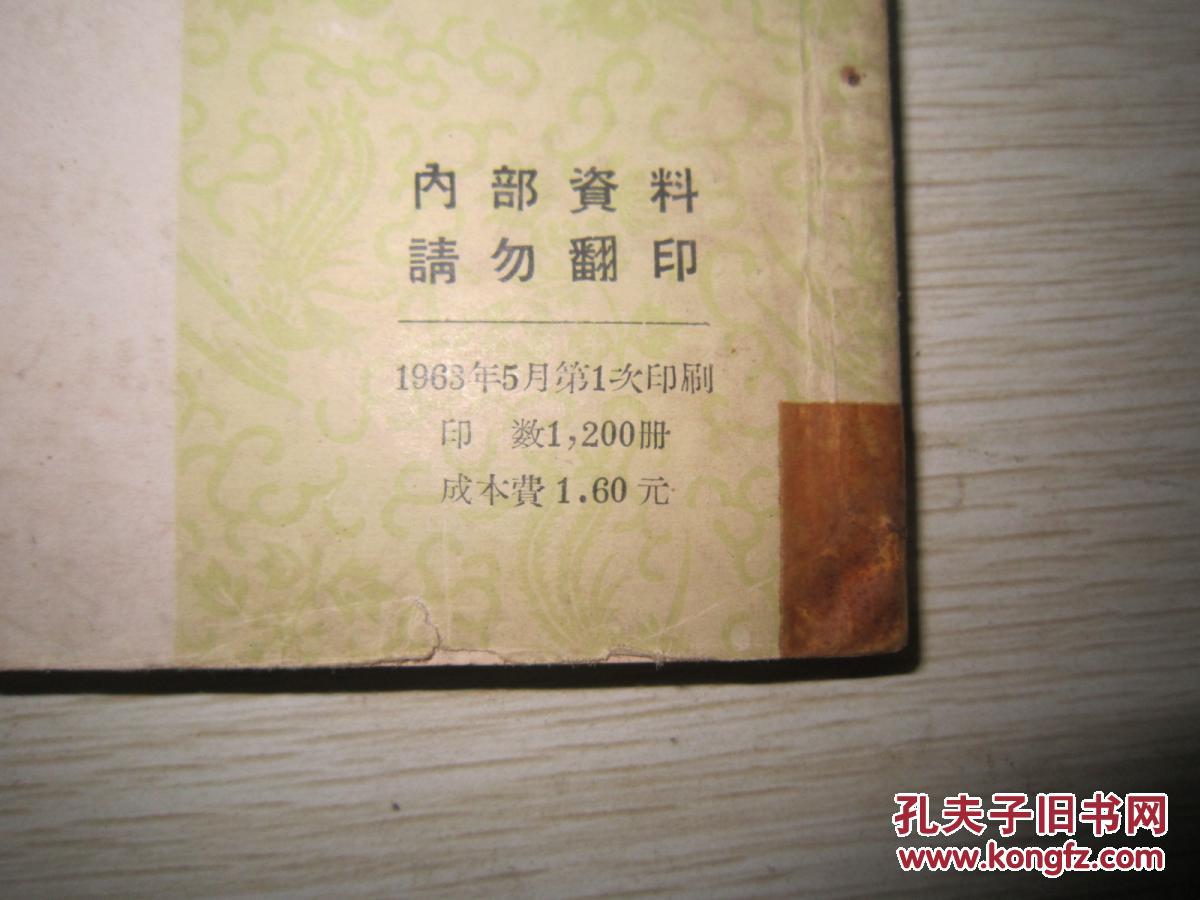 內部資料
請勿翻印
1963年5月第1次印刷
印 数1,200冊
成本費 1.60 元
孔夫子旧书网
www.kongfz.com